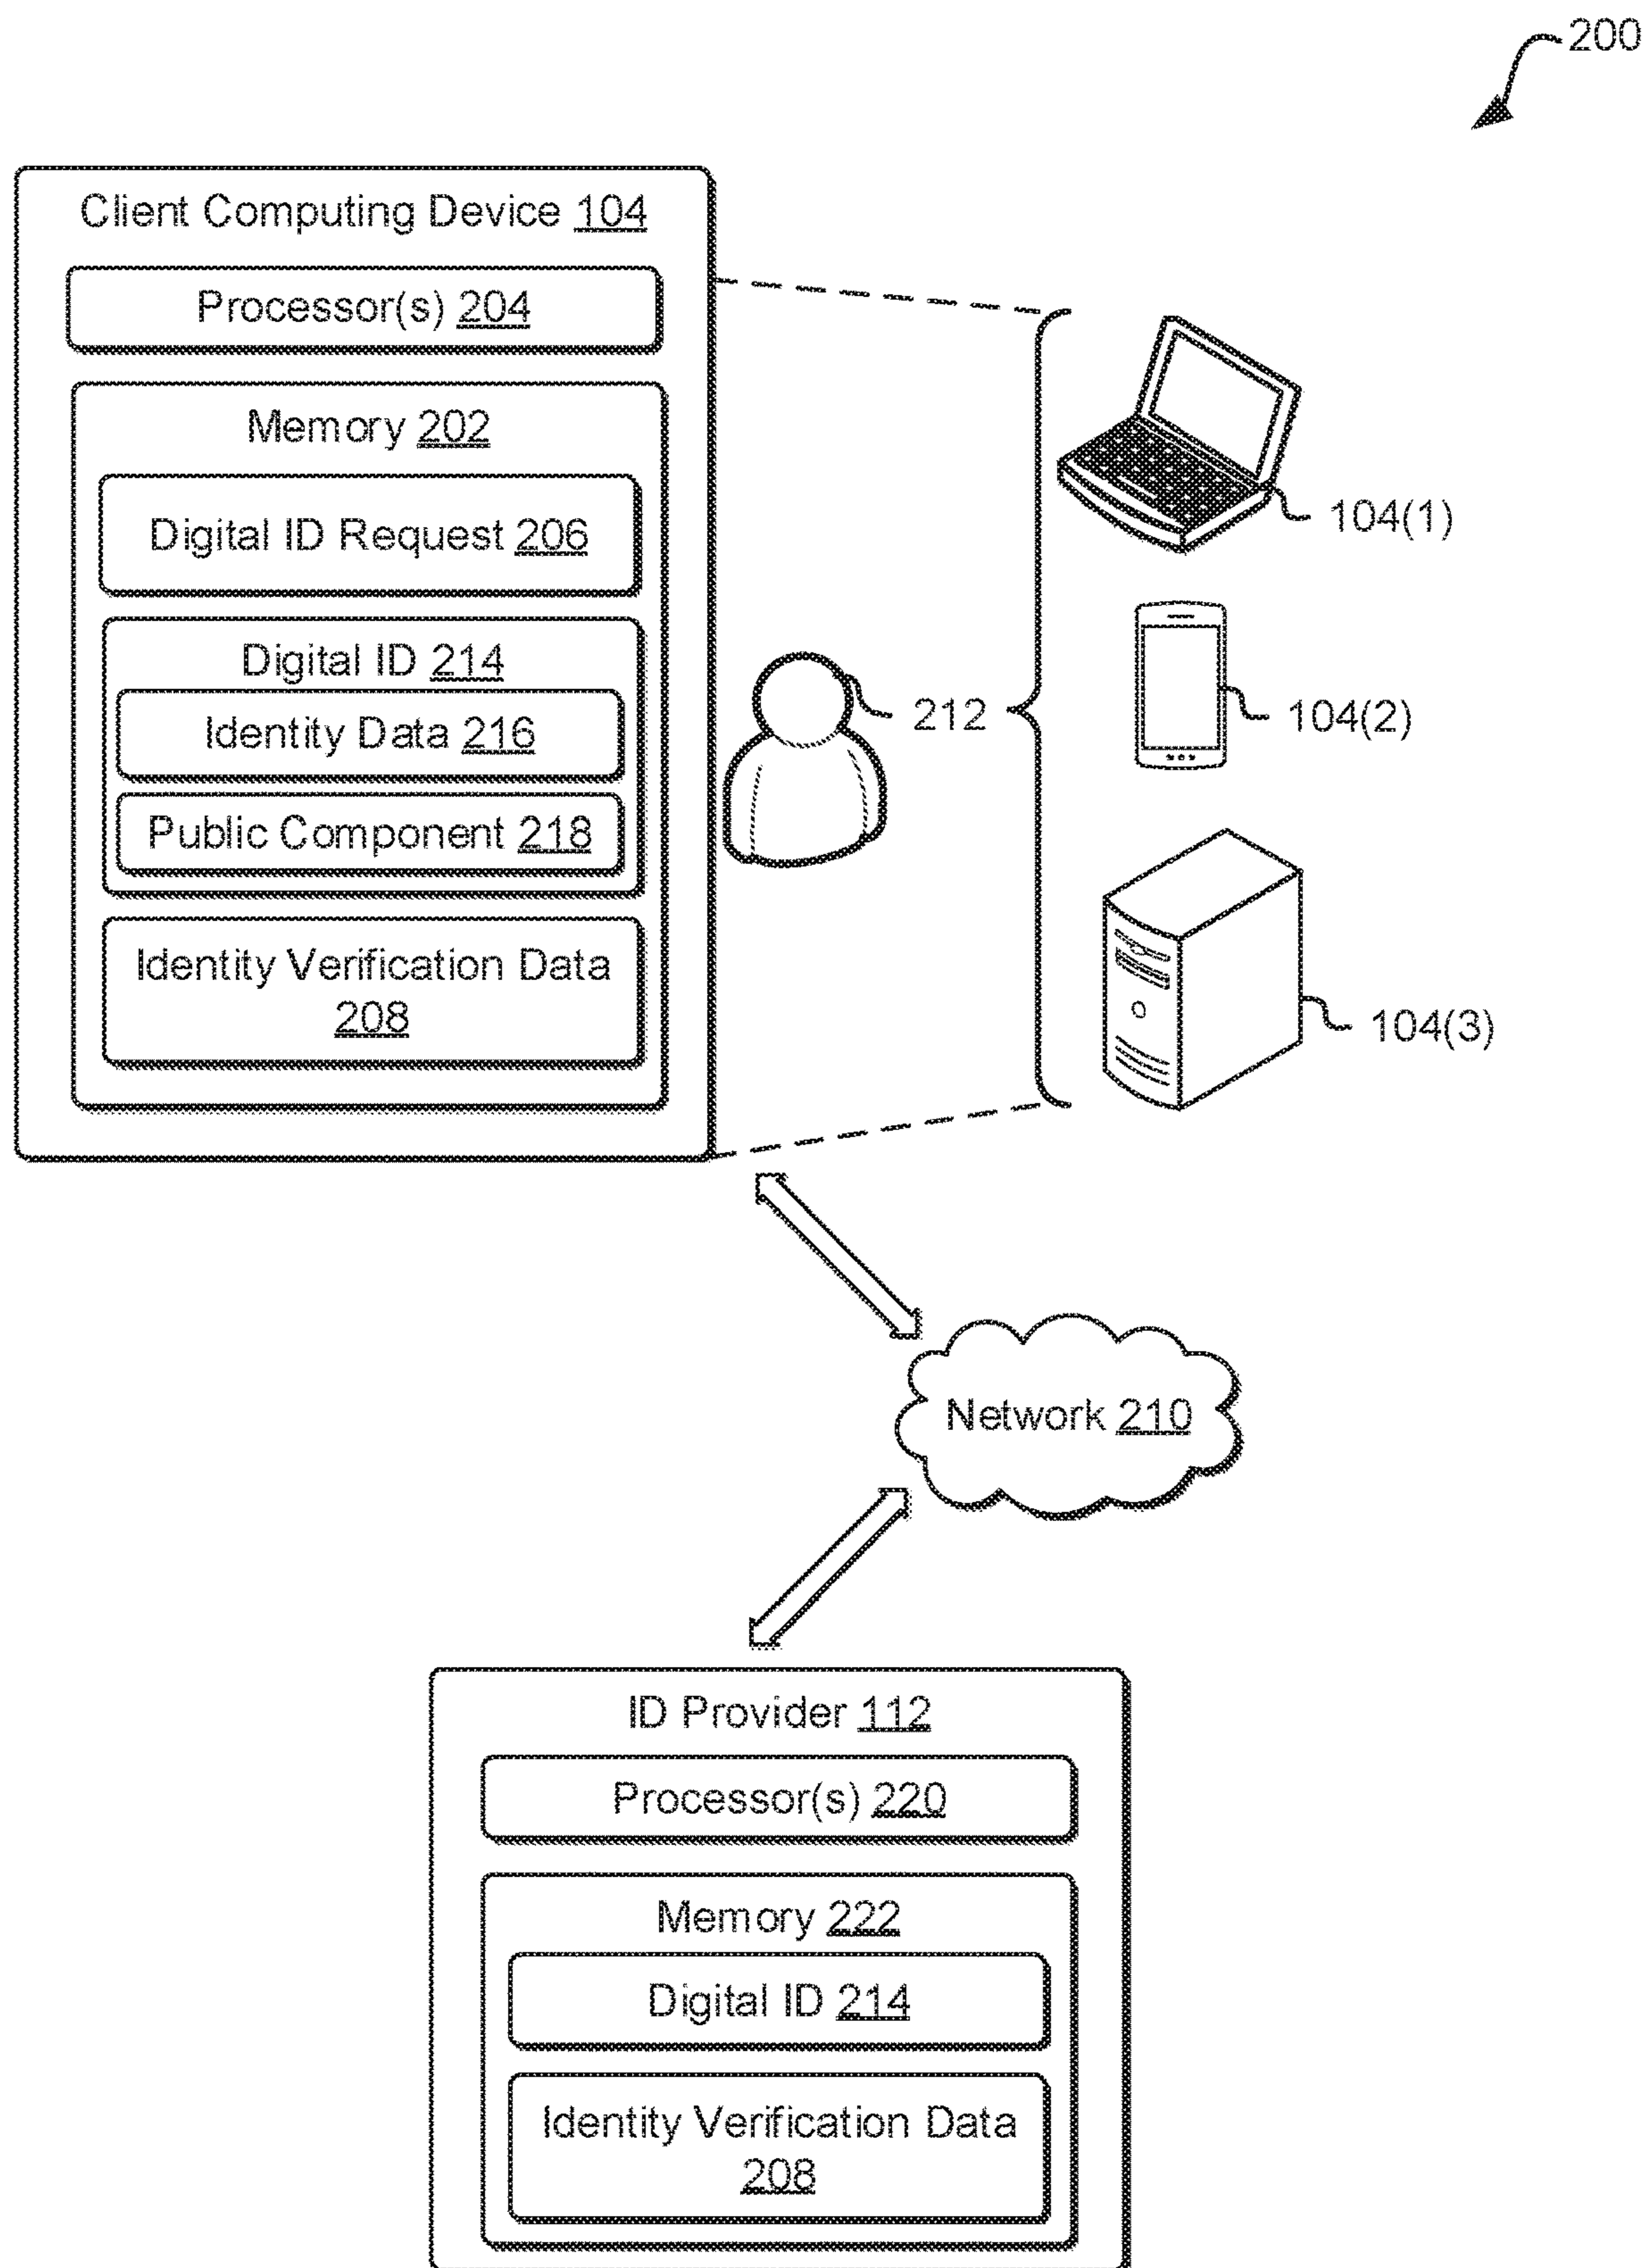 200
Client Computing Device 104
Processor(s) 204
Memory 202
Digital ID Request 206
Digital ID 214
Identity Data 216
Public Component 218
Identity Verification Data
208
212
104(1)
104(2)
104(3)
Network 210
ID Provider 112
Processor(s) 220
Memory 222
Digital ID 214
Identity Verification Data
208